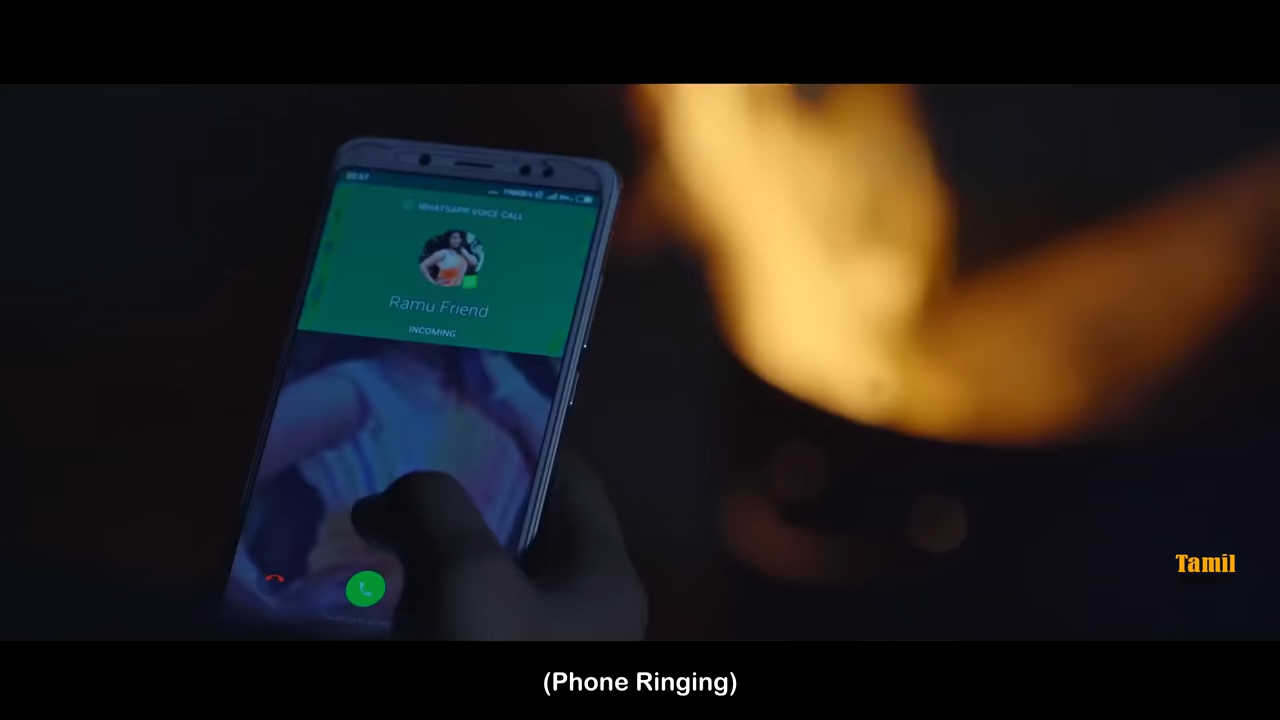 WHATSAPP VOICE CALL
Ramu Friend
INCOMING
Tamil
(Phone Ringing)